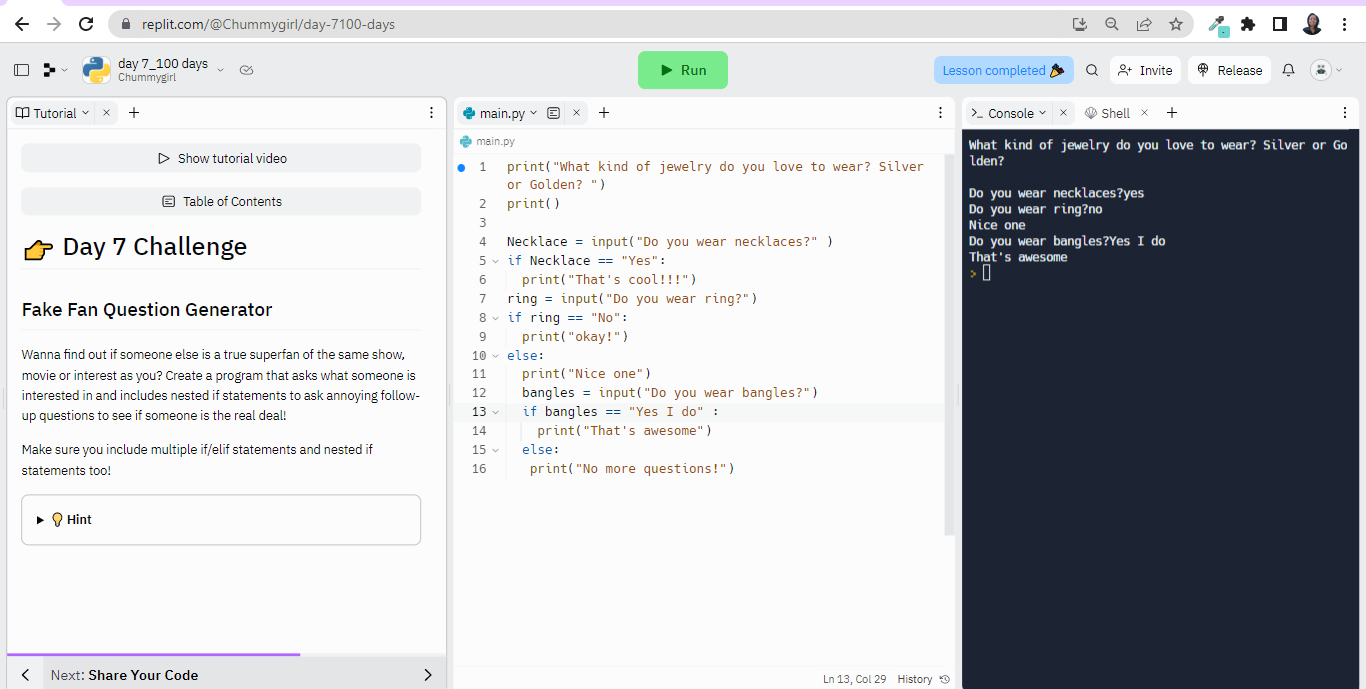 replit.com/@Chummygirl/day-7100-days
day 7_100 days
Chummygirl
Run
Lesson completed
Invite
Release
Tutorial
Show tutorial video
Table of Contents
Day 7 Challenge
Fake Fan Question Generator
Wanna find out if someone else is a true superfan of the same show,
movie or interest as you? Create a program that asks what someone is
interested in and includes nested if statements to ask annoying follow-
up questions to see if someone is the real deal!
Make sure you include multiple if/elif statements and nested if
statements too!
Hint
Next: Share Your Code
main.py
main.py
1 print("What kind of jewelry do you love to wear? Silver
or Golden? ")
2 print()
3
4 Necklace = input("Do you wear necklaces?" )
5 if Necklace == "Yes":
6 print("That's cool!!!")
7 ring = input("Do you wear ring?")
8 if ring == "No":
9 print("okay!")
10 else:
11 print("Nice one")
12 bangles = input("Do you wear bangles?")
13 if bangles == "Yes I do" :
14 print("That's awesome")
15 else:
16 print("No more questions!")
Ln 13, Col 29 History
Console
Shell
What kind of jewelry do you love to wear? Silver or Go
lden?
Do you wear necklaces?yes
Do you wear ring?no
Nice one
Do you wear bangles?Yes I do
That's awesome
>